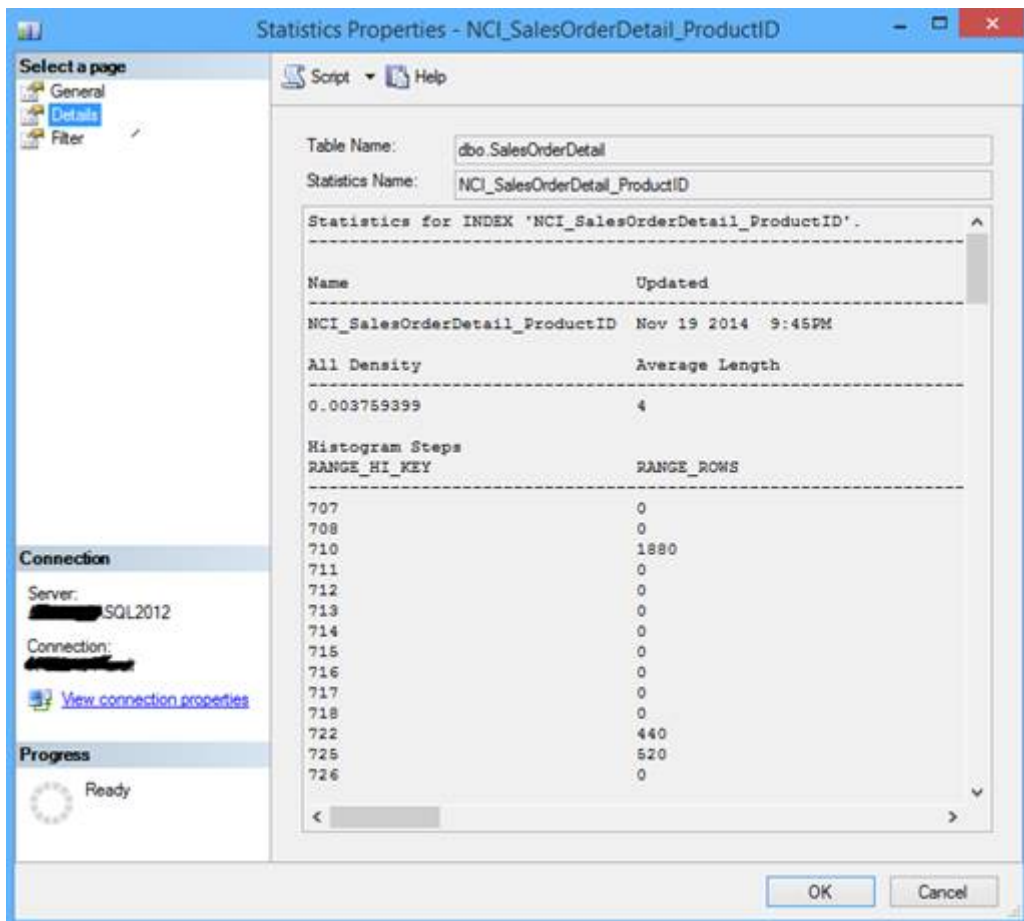 Statistics Properties - NCI_SalesOrderDetail_ProductID
Select a page
General
Details
Filter
Script Help
Table Name: dbo.SalesOrderDetail
Statistics Name: NCI_SalesOrderDetail_ProductID
Statistics for INDEX 'NCI_SalesOrderDetail_ProductID'.
--------------------------------------------------------------
Name Updated
--------------------------------------------------------------
NCI_SalesOrderDetail_ProductID Nov 19 2014 9:45PM
All Density Average Length
--------------------------------------------------------------
0.003759399 4
Histogram Steps
RANGE_HI_KEY RANGE_ROWS
--------------------------------------------------------------
707 0
708 0
710 1880
711 0
712 0
713 0
714 0
715 0
716 0
717 0
718 0
722 440
725 520
726 0
Connection
Server:
SQL2012
Connection:
View connection properties
Progress
Ready
OK Cancel